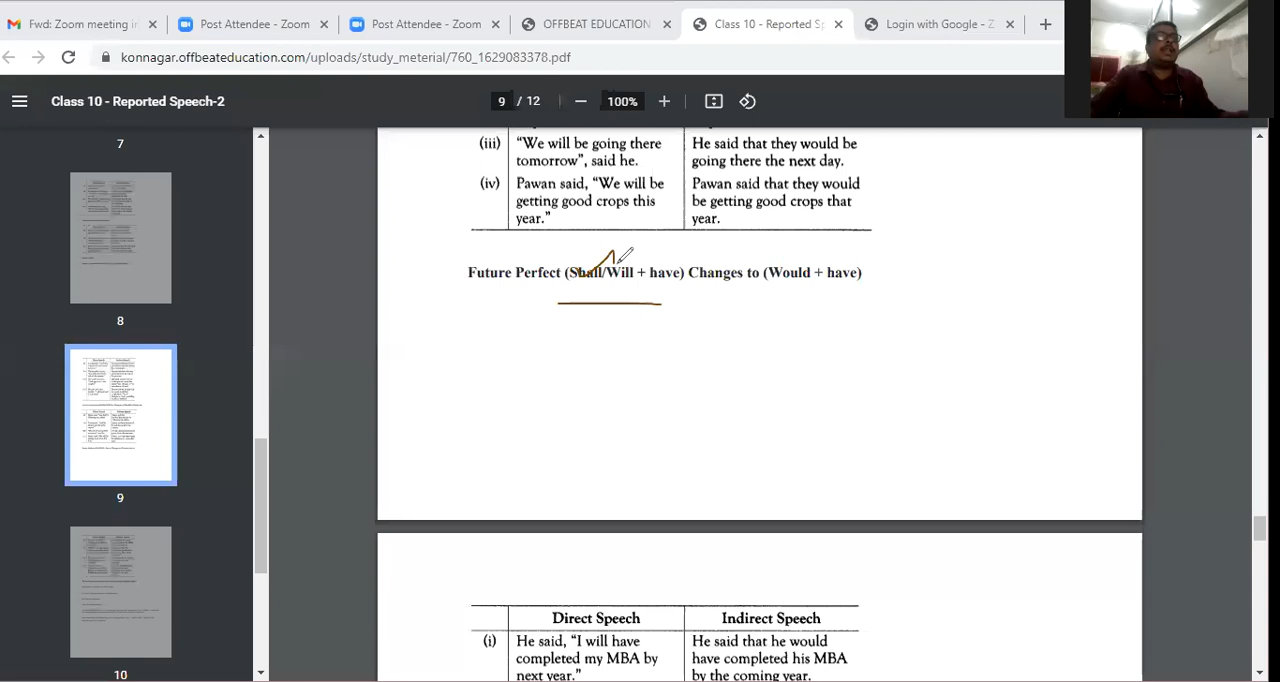 Fwd: Zoom meeting in
Post Attendee - Zoom
Post Attendee - Zoom
OFFBEAT EDUCATION
Class 10 - Reported Sp
Login with Google - Z
konnagar.offbeateducation.com/uploads/study_meterial/760_1629083378.pdf
Class 10 - Reported Speech-2
9 / 12
100%
7
8
9
10
(iii) "We will be going there He said that they would be
tomorrow", said he. going there the next day.
(iv) Pawan said, "We will be Pawan said that they would
getting good crops this be getting good crops that
year." year.
Future Perfect (Shall/Will + have) Changes to (Would + have)
Direct Speech Indirect Speech
(i) He said, "I will have He said that he would
completed my MBA by have completed his MBA
next year." by the coming year.